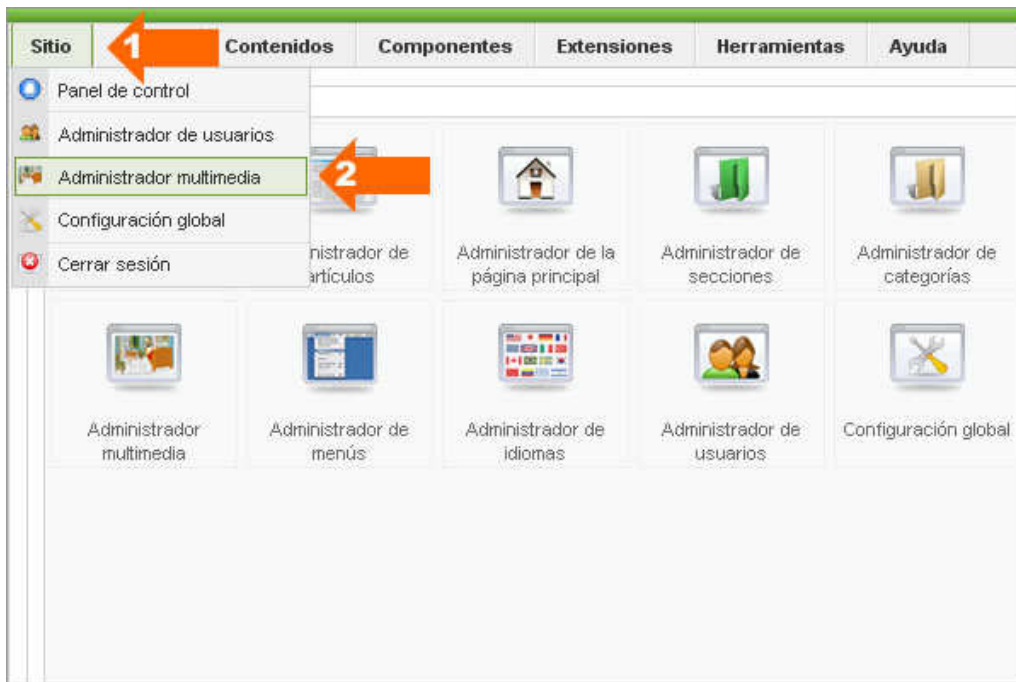 Sitio
1
Contenidos
Componentes
Extensiones
Herramientas
Ayuda
Panel de control
Administrador de usuarios
Administrador multimedia
2
Configuración global
Cerrar sesión
de
Administrador de la
página principal
Administrador de
secciones
Administrador de
categorías
Administrador
multimedia
Administrador de
menús
Administrador de
idiomas
Administrador de
usuarios
Configuración global